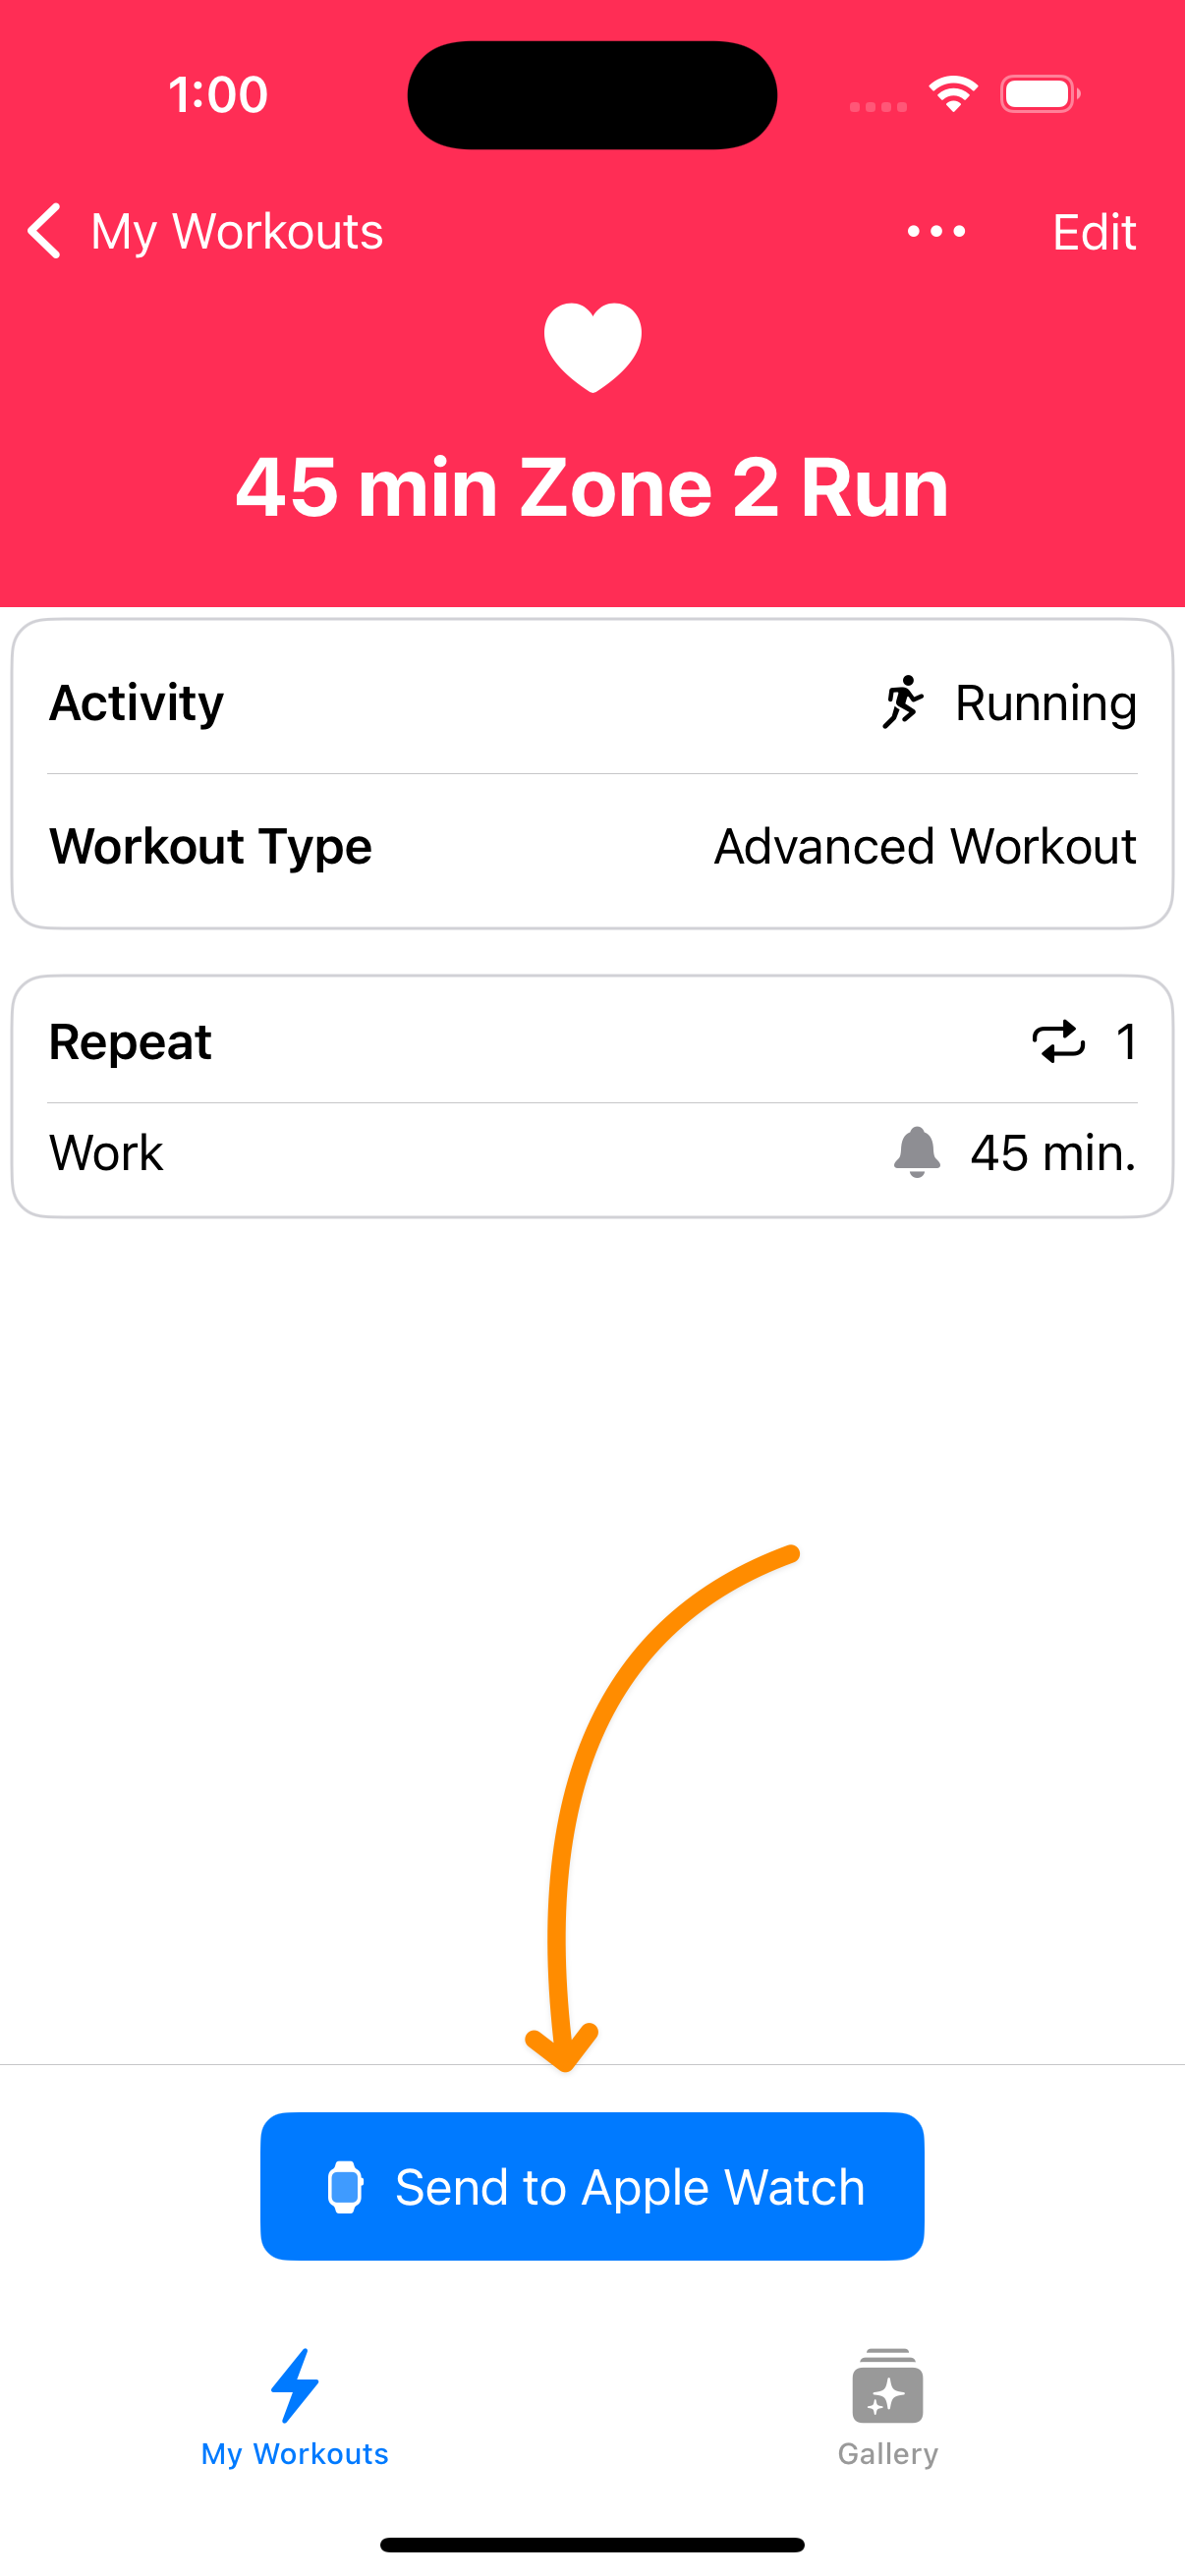 1:00
My Workouts
Edit
45 min Zone 2 Run
Activity Running
Workout Type Advanced Workout
Repeat 1
Work 45 min.
Send to Apple Watch
My Workouts Gallery